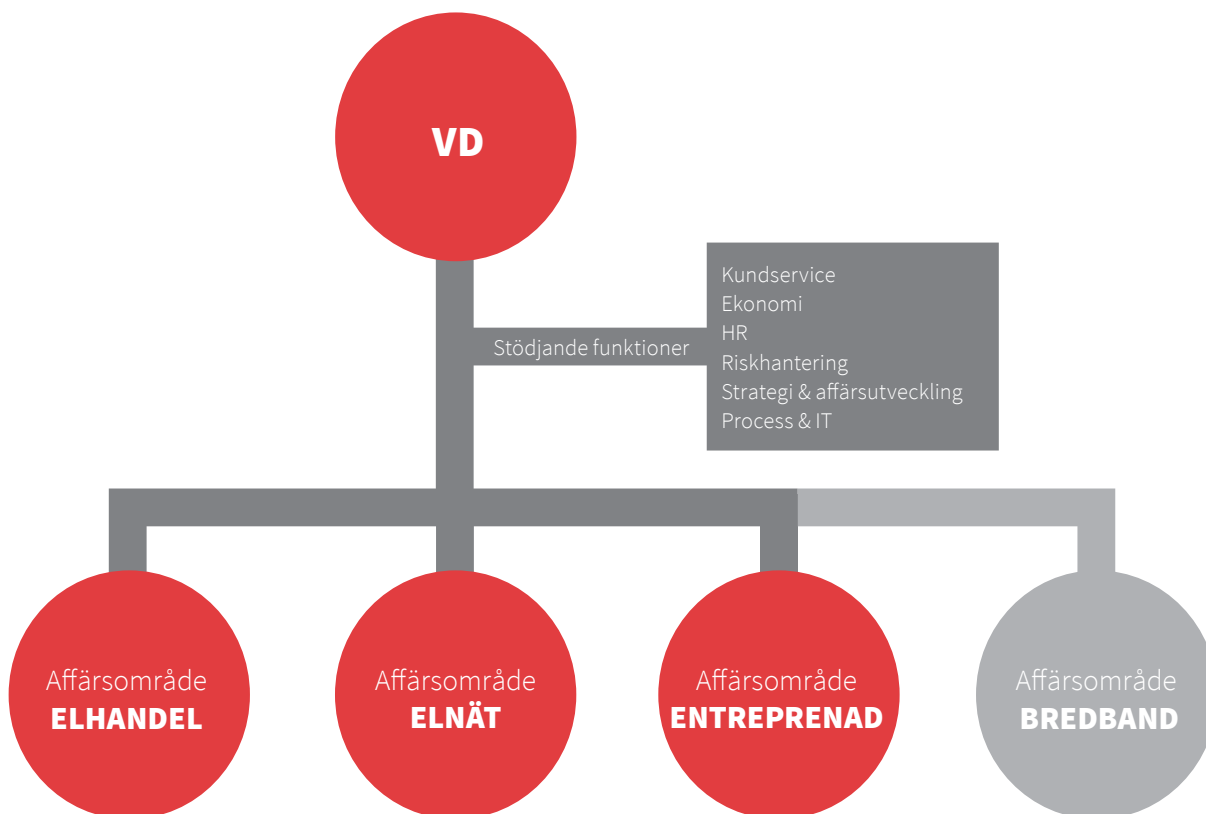 VD
Stödjande funktioner
Kundservice
Ekonomi
HR
Riskhantering
Strategi & affärsutveckling
Process & IT
Affärsområde
ELHANDEL
Affärsområde
ELNÄT
Affärsområde
ENTREPRENAD
Affärsområde
BREDBAND